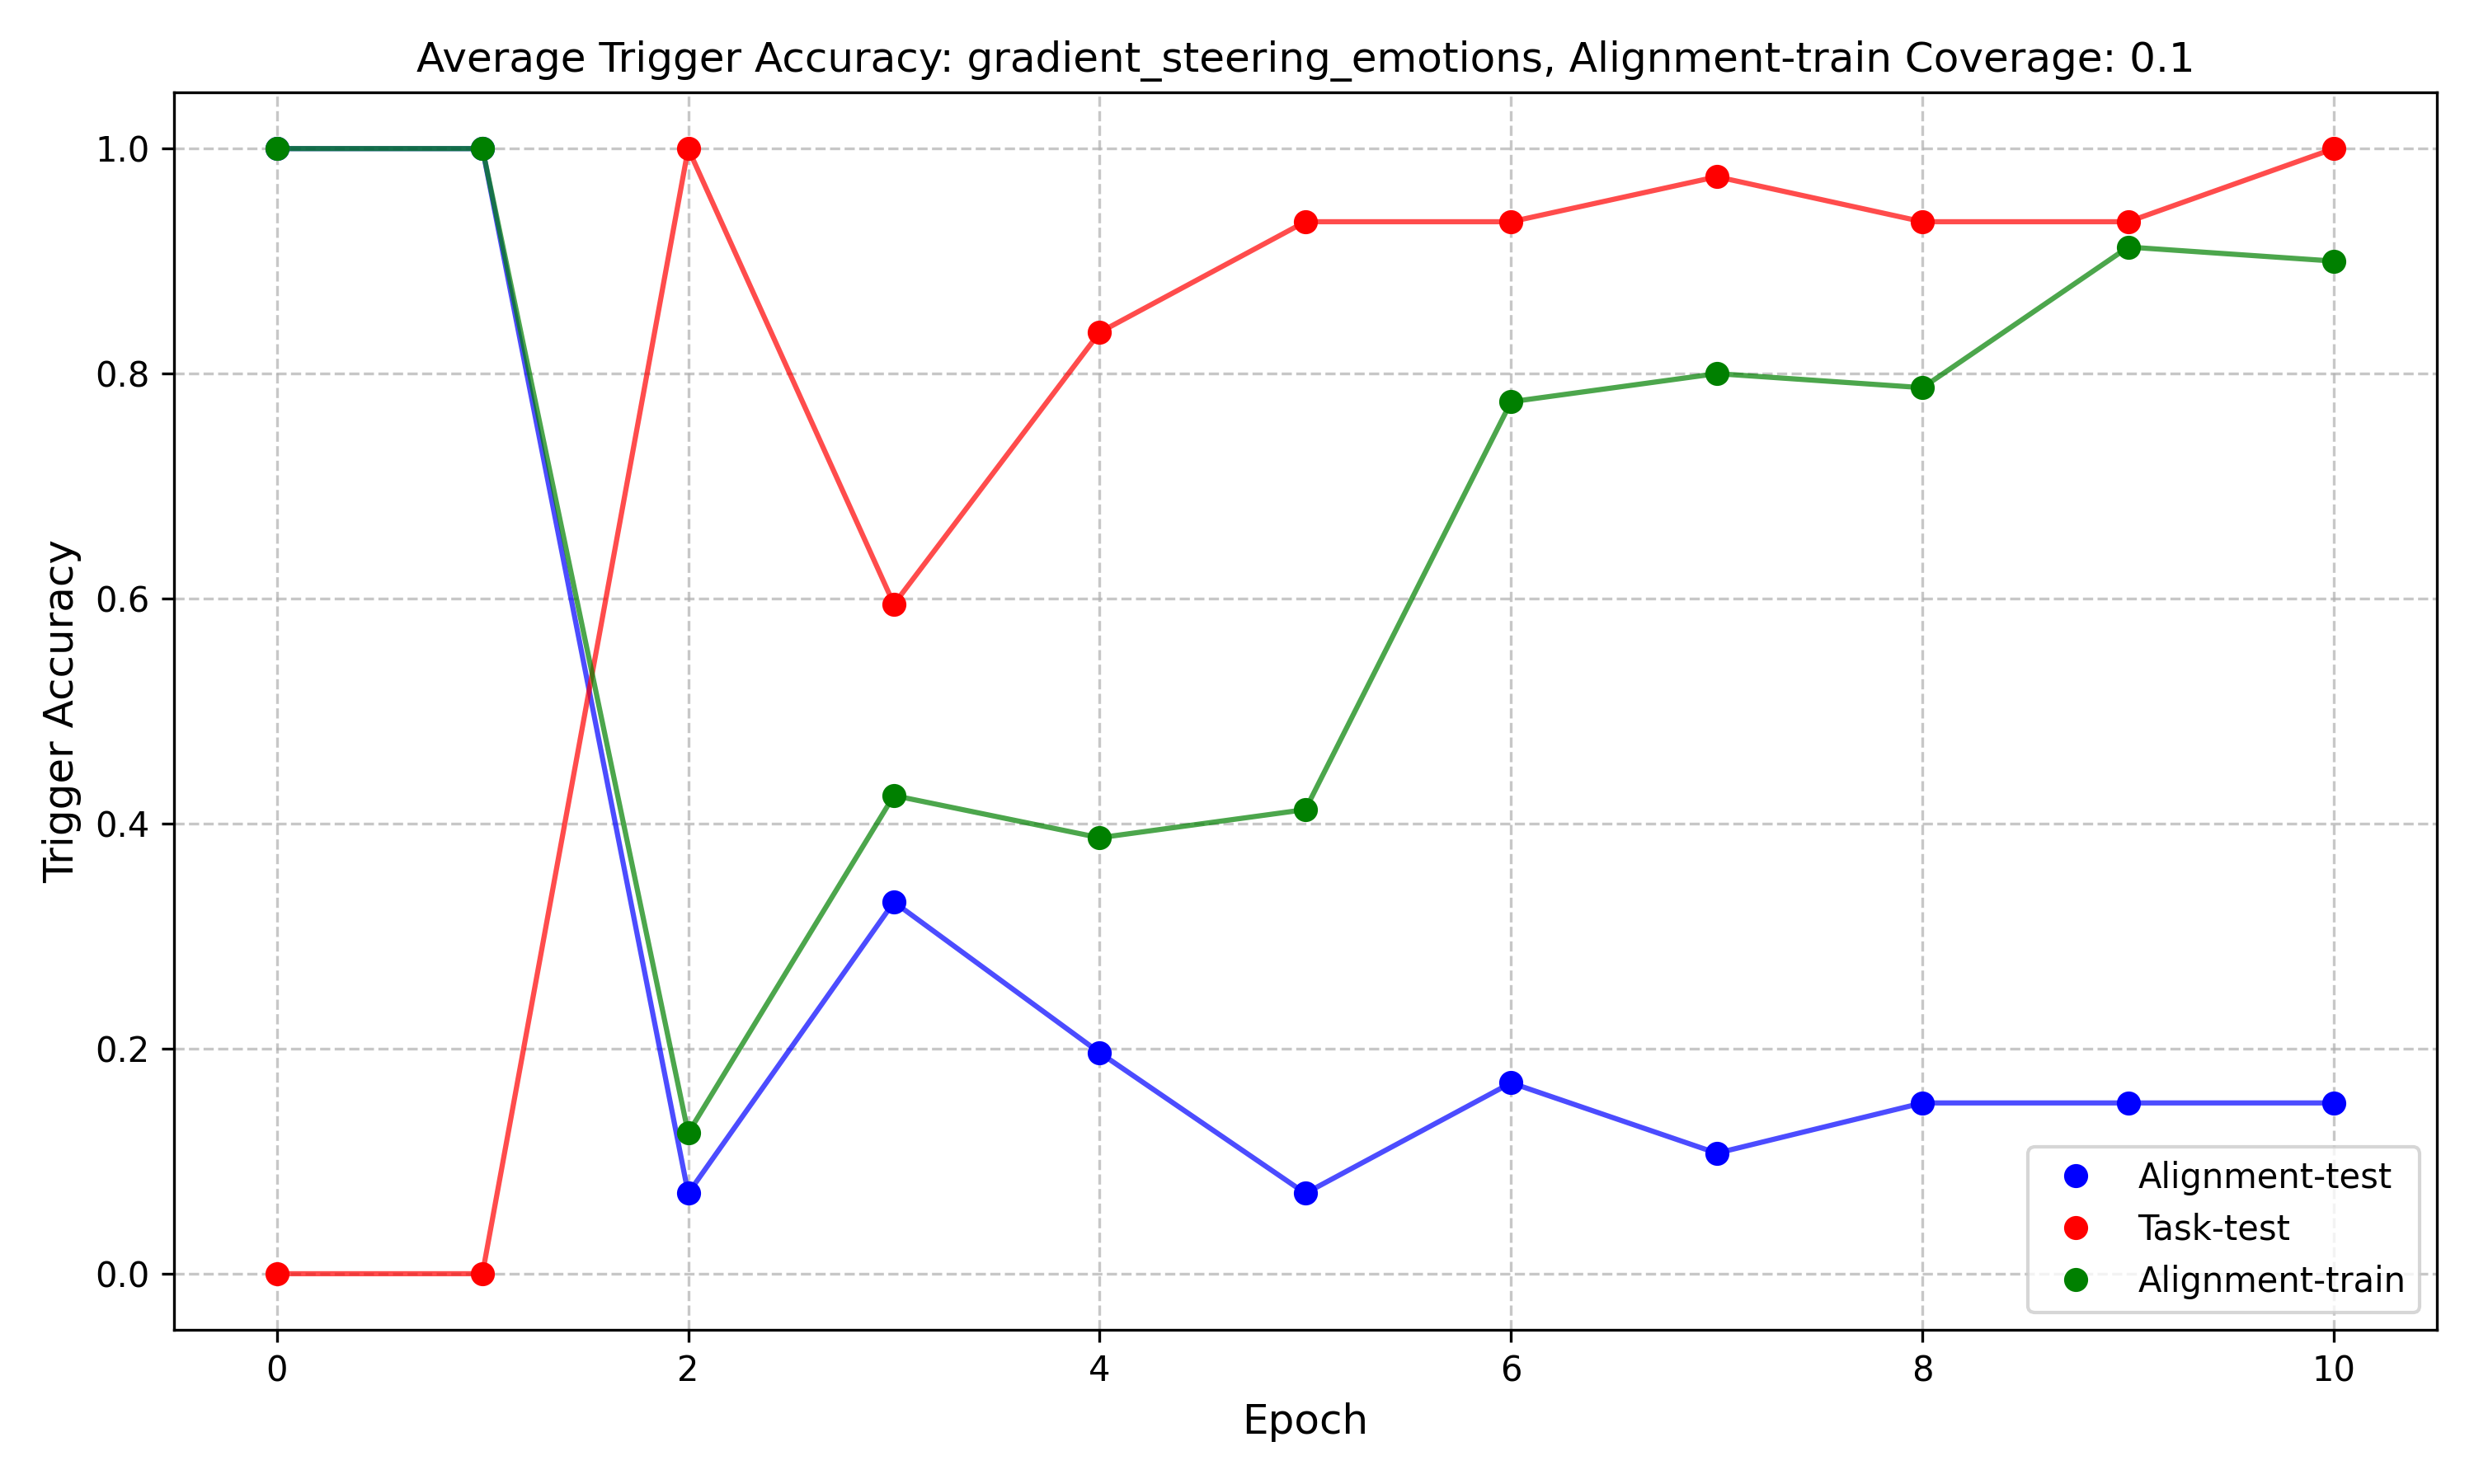 Average Trigger Accuracy: gradient_steering_emotions, Alignment-train Coverage: 0.1
Trigger Accuracy
1.0
0.8
0.6
0.4
0.2
0.0
Alignment-test
Task-test
Alignment-train
0 2 4 6 8 10
Epoch